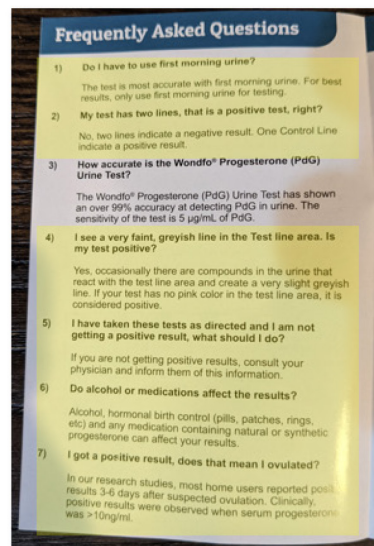 Frequently Asked Questions
1) Do I have to use first morning urine?
The test is most accurate with first morning urine. For best
results, only use first morning urine for testing.
2) My test has two lines, that is a positive test, right?
No, two lines indicate a negative result. One Control Line
indicate a positive result.
3) How accurate is the Wondfo® Progesterone (PdG)
Urine Test?
The Wondfo® Progesterone (PdG) Urine Test has shown
an over 99% accuracy at detecting PdG in urine. The
sensitivity of the test is 5 µg/mL of PdG.
4) I see a very faint, greyish line in the Test line area. Is
my test positive?
Yes, occasionally there are compounds in the urine that
react with the test line area and create a very slight greyish
line. If your test has no pink color in the test line area, it is
considered positive.
5) I have taken these tests as directed and I am not
getting a positive result, what should I do?
If you are not getting positive results, consult your
physician and inform them of this information.
6) Do alcohol or medications affect the results?
Alcohol, hormonal birth control (pills, patches, rings,
etc) and any medication containing natural or synthetic
progesterone can affect your results.
7) I got a positive result, does that mean I ovulated?
In our research studies, most home users reported
results 3-6 days after suspected ovulation. Clinically,
positive results were observed when serum progesterone
was >10ng/ml.